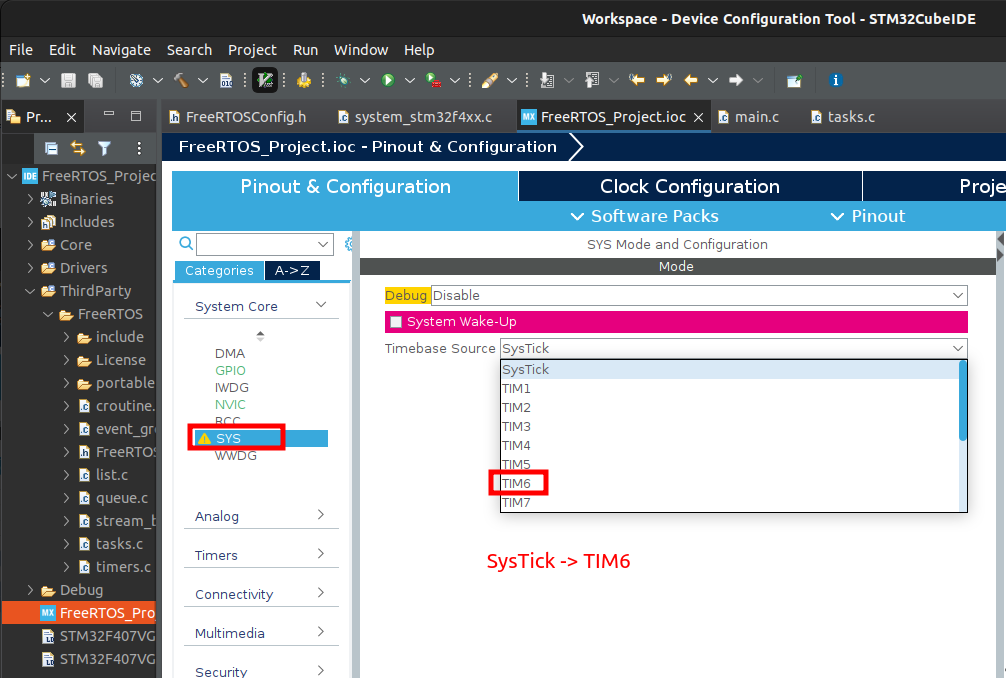 Workspace - Device Configuration Tool - STM32CubeIDE
File Edit Navigate Search Project Run Window Help
Pr...
FreeRTOSConfig.h
system_stm32f4xx.c
FreeRTOS_Project.ioc
main.c
tasks.c
FreeRTOS_Project.ioc - Pinout & Configuration
FreeRTOS_Projec
Binaries
Includes
Core
Drivers
ThirdParty
FreeRTOS
include
License
portable
croutine.
event_gr
FreeRTOS
list.c
queue.c
stream_b
tasks.c
timers.c
Debug
FreeRTOS_Pro
STM32F407VG
STM32F407VG
Pinout & Configuration
Clock Configuration
Proje
Software Packs
Pinout
Categories
A->Z
System Core
DMA
GPIO
IWDG
NVIC
RCC
SYS
WWDG
Analog
Timers
Connectivity
Multimedia
Security
SYS Mode and Configuration
Mode
Debug Disable
System Wake-Up
Timebase Source SysTick
SysTick
TIM1
TIM2
TIM3
TIM4
TIM5
TIM6
TIM7
SysTick -> TIM6